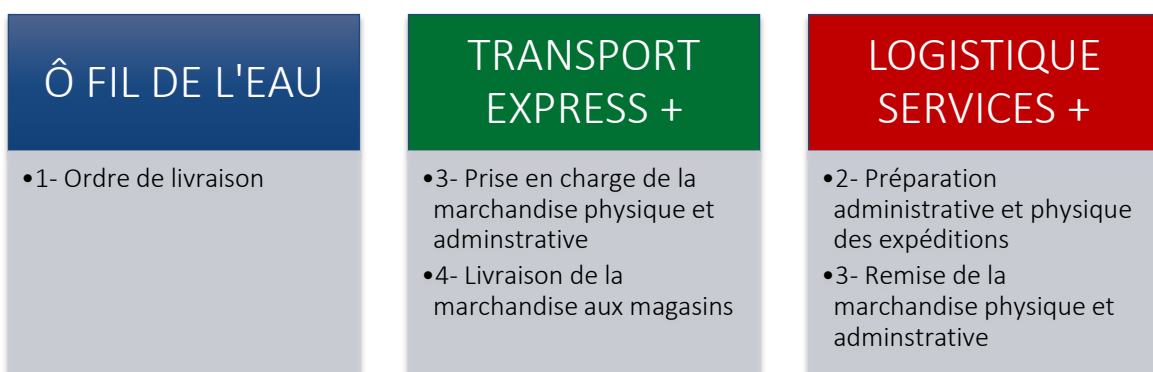 Ô FIL DE L'EAU
•1- Ordre de livraison
TRANSPORT
EXPRESS +
•3- Prise en charge de la
marchandise physique et
adminstrative
•4- Livraison de la
marchandise aux magasins
LOGISTIQUE
SERVICES +
•2- Préparation
administrative et physique
des expéditions
•3- Remise de la
marchandise physique et
adminstrative